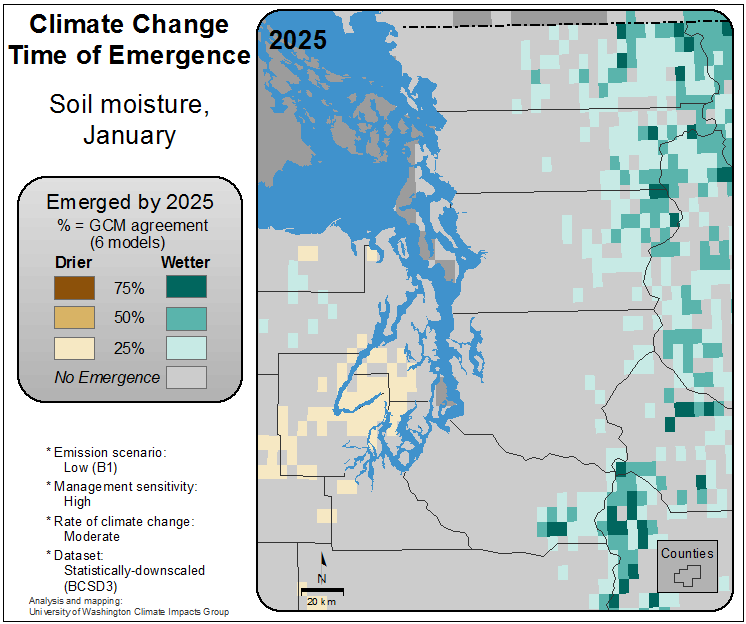 Climate Change
Time of Emergence
Soil moisture,
January
Emerged by 2025
% = GCM agreement
(6 models)
Drier Wetter
75%
50%
25%
No Emergence
* Emission scenario:
Low (B1)
* Management sensitivity:
High
* Rate of climate change:
Moderate
* Dataset:
Statistically-downscaled
(BCSD3)
Analysis and mapping:
University of Washington Climate Impacts Group
2025
N
20 km
Counties